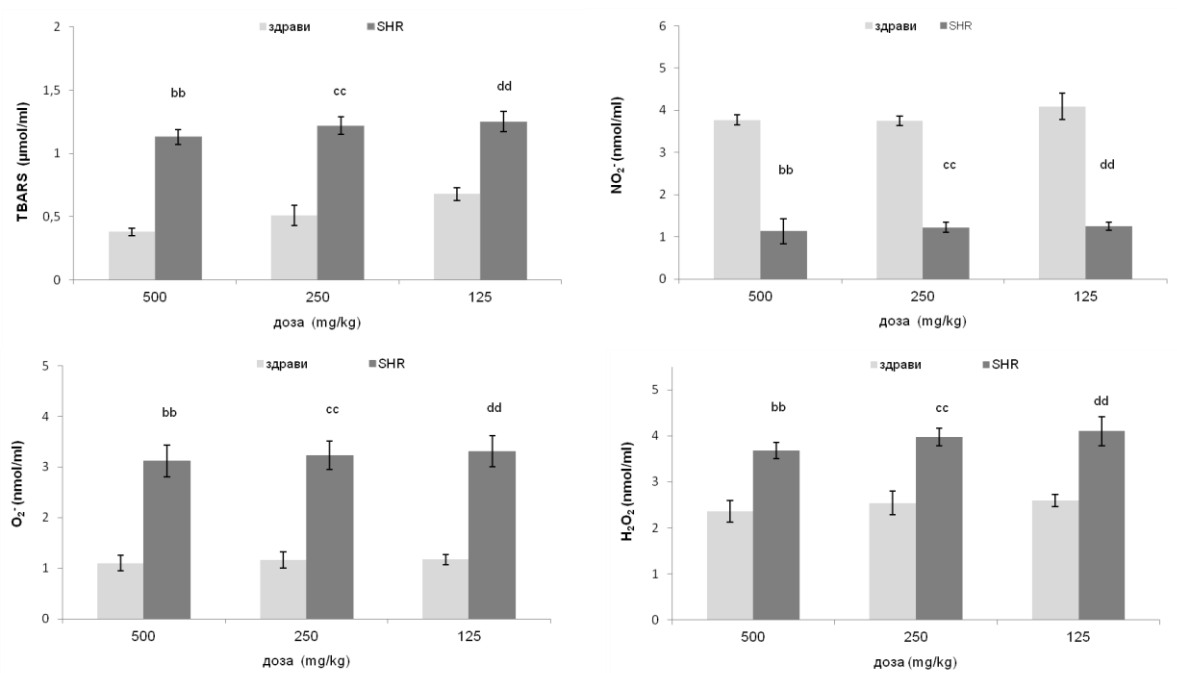 здрави SHR
TBARS (µmol/ml)
2
1,5
1
0,5
0
bb cc dd
500 250 125
доза (mg/kg)
здрави SHR
NO₂⁻ (nmol/ml)
6
5
4
3
2
1
0
bb cc dd
500 250 125
доза (mg/kg)
здрави SHR
O₂⁻ (nmol/ml)
5
4
3
2
1
0
bb cc dd
500 250 125
доза (mg/kg)
здрави SHR
H₂O₂ (nmol/ml)
5
4
3
2
1
0
bb cc dd
500 250 125
доза (mg/kg)